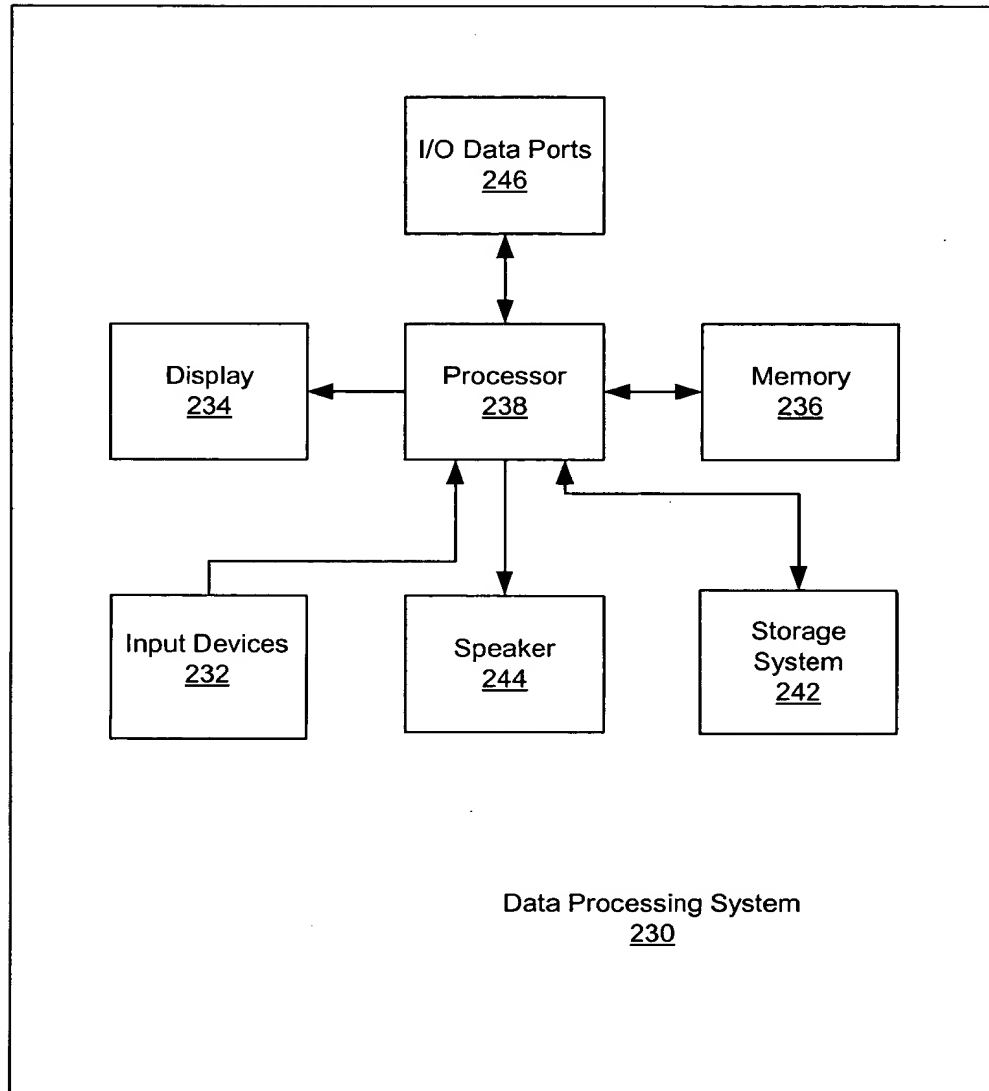 I/O Data Ports
246
Display
234
Processor
238
Memory
236
Input Devices
232
Speaker
244
Storage
System
242
Data Processing System
230